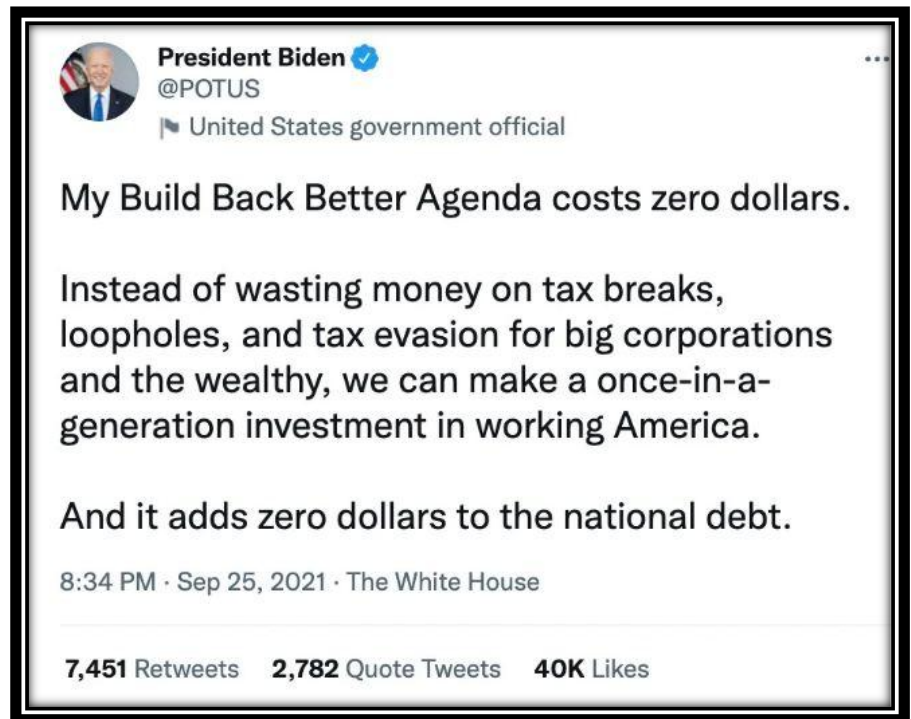 President Biden
@POTUS
United States government official
My Build Back Better Agenda costs zero dollars.
Instead of wasting money on tax breaks,
loopholes, and tax evasion for big corporations
and the wealthy, we can make a once-in-a-
generation investment in working America.
And it adds zero dollars to the national debt.
8:34 PM · Sep 25, 2021 · The White House
7,451 Retweets 2,782 Quote Tweets 40K Likes